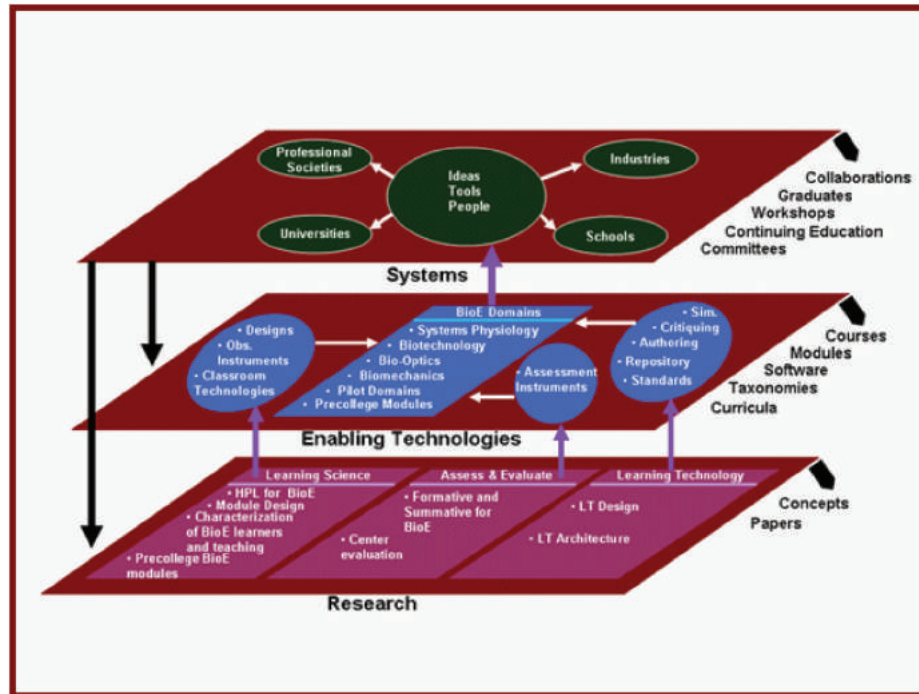 Professional
Societies
Ideas
Tools
People
Industries
Universities
Schools
Collaborations
Graduates
Workshops
Continuing Education
Committees
Systems
• Designs
• Obs.
Instruments
• Classroom
Technologies
BioE Domains
• Systems Physiology
• Biotechnology
• Bio-Optics
• Biomechanics
• Pilot Domains
• Precollege Modules
• Assessment
Instruments
• Sim.
• Critiquing
• Authoring
• Repository
• Standards
Courses
Modules
Software
Taxonomies
Curricula
Enabling Technologies
Learning Science
• HPL for BioE
• Module Design
• Characterization
of BioE learners
and teaching
• Precollege BioE
modules
Assess & Evaluate
• Formative and
Summative for
BioE
• Center
evaluation
Learning Technology
• LT Design
• LT Architecture
Concepts
Papers
Research